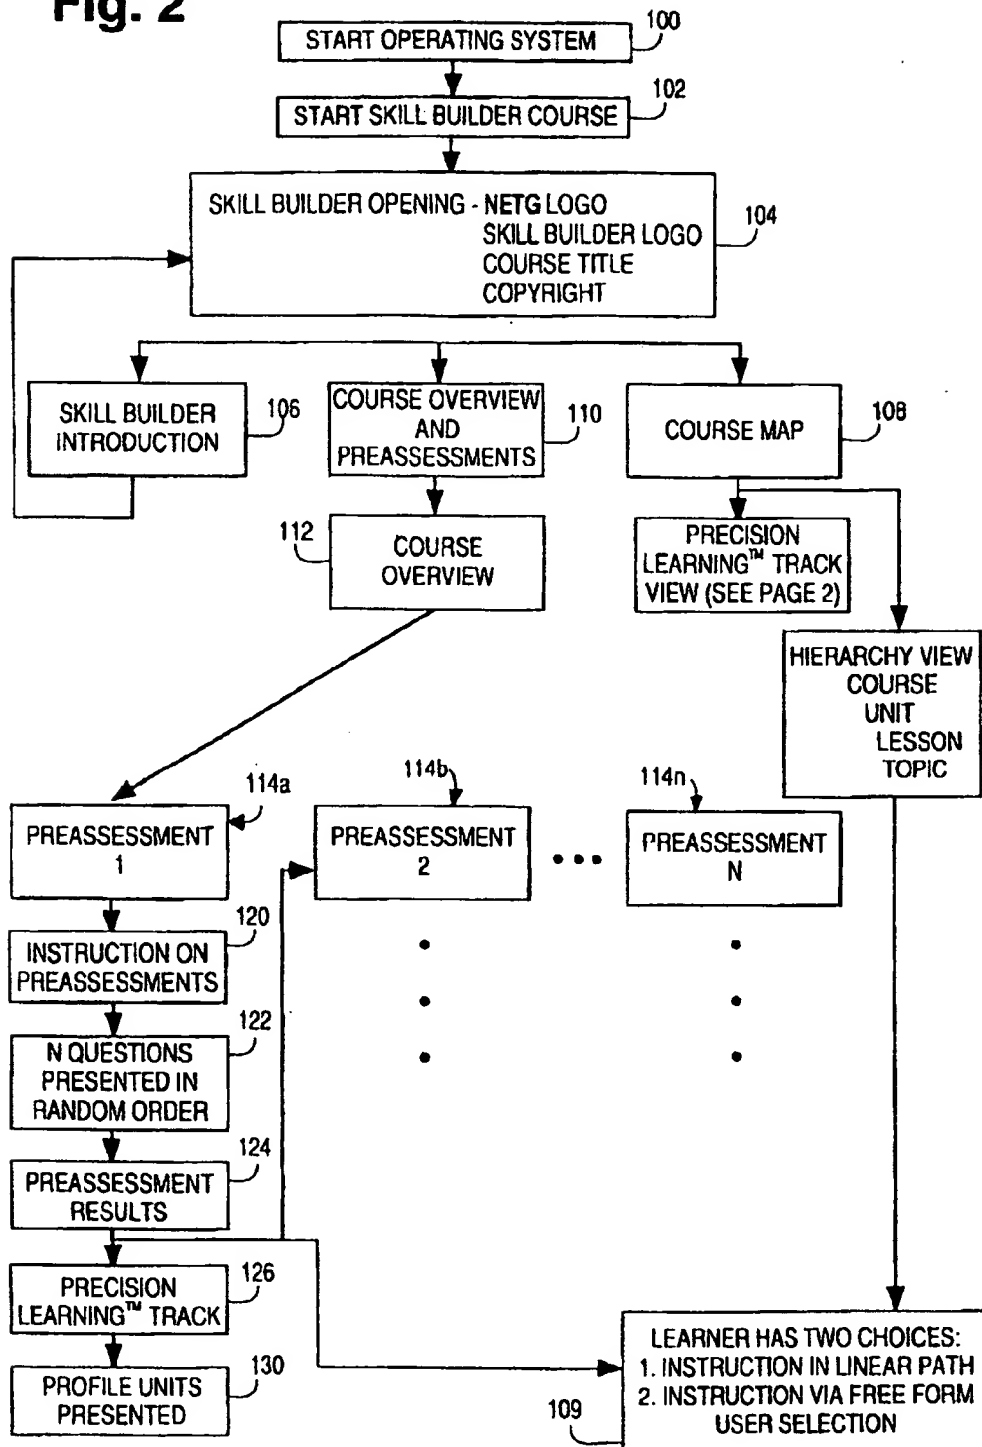 Fig. 2
START OPERATING SYSTEM
100
START SKILL BUILDER COURSE
102
SKILL BUILDER OPENING - NETG LOGO
SKILL BUILDER LOGO
COURSE TITLE
COPYRIGHT
104
SKILL BUILDER
INTRODUCTION
106
COURSE OVERVIEW
AND
PREASSESSMENTS
110
COURSE MAP
108
112
COURSE
OVERVIEW
PRECISION
LEARNING™ TRACK
VIEW (SEE PAGE 2)
HIERARCHY VIEW
COURSE
UNIT
LESSON
TOPIC
114a
PREASSESSMENT
1
114b
PREASSESSMENT
2
114n
PREASSESSMENT
N
120
INSTRUCTION ON
PREASSESSMENTS
122
N QUESTIONS
PRESENTED IN
RANDOM ORDER
124
PREASSESSMENT
RESULTS
126
PRECISION
LEARNING™ TRACK
130
PROFILE UNITS
PRESENTED
LEARNER HAS TWO CHOICES:
1. INSTRUCTION IN LINEAR PATH
2. INSTRUCTION VIA FREE FORM
USER SELECTION
109